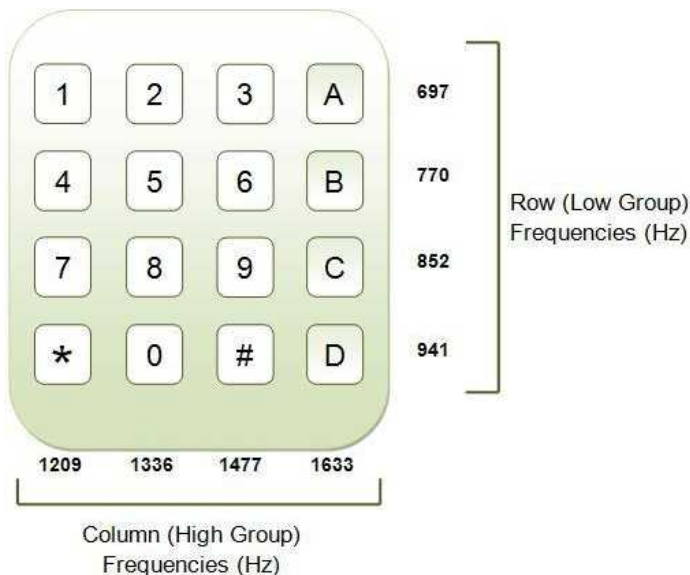 1 2 3 A 697
4 5 6 B 770
Row (Low Group)
Frequencies (Hz)
7 8 9 C 852
* 0 # D 941
1209 1336 1477 1633
Column (High Group)
Frequencies (Hz)